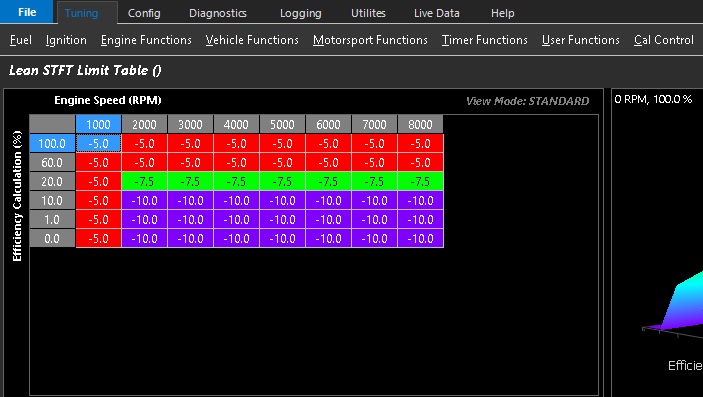 File Tuning Config Diagnostics Logging Utilites Live Data Help
Fuel Ignition Engine Functions Vehicle Functions Motorsport Functions Timer Functions User Functions Cal Control
Lean STFT Limit Table ()
Engine Speed (RPM) View Mode: STANDARD 0 RPM, 100.0 %
Efficiency Calculation (%)
1000 2000 3000 4000 5000 6000 7000 8000
100.0 -5.0 -5.0 -5.0 -5.0 -5.0 -5.0 -5.0 -5.0
60.0 -5.0 -5.0 -5.0 -5.0 -5.0 -5.0 -5.0 -5.0
20.0 -5.0 -7.5 -7.5 -7.5 -7.5 -7.5 -7.5 -7.5
10.0 -5.0 -10.0 -10.0 -10.0 -10.0 -10.0 -10.0 -10.0
1.0 -5.0 -10.0 -10.0 -10.0 -10.0 -10.0 -10.0 -10.0
0.0 -5.0 -10.0 -10.0 -10.0 -10.0 -10.0 -10.0 -10.0
Efficie